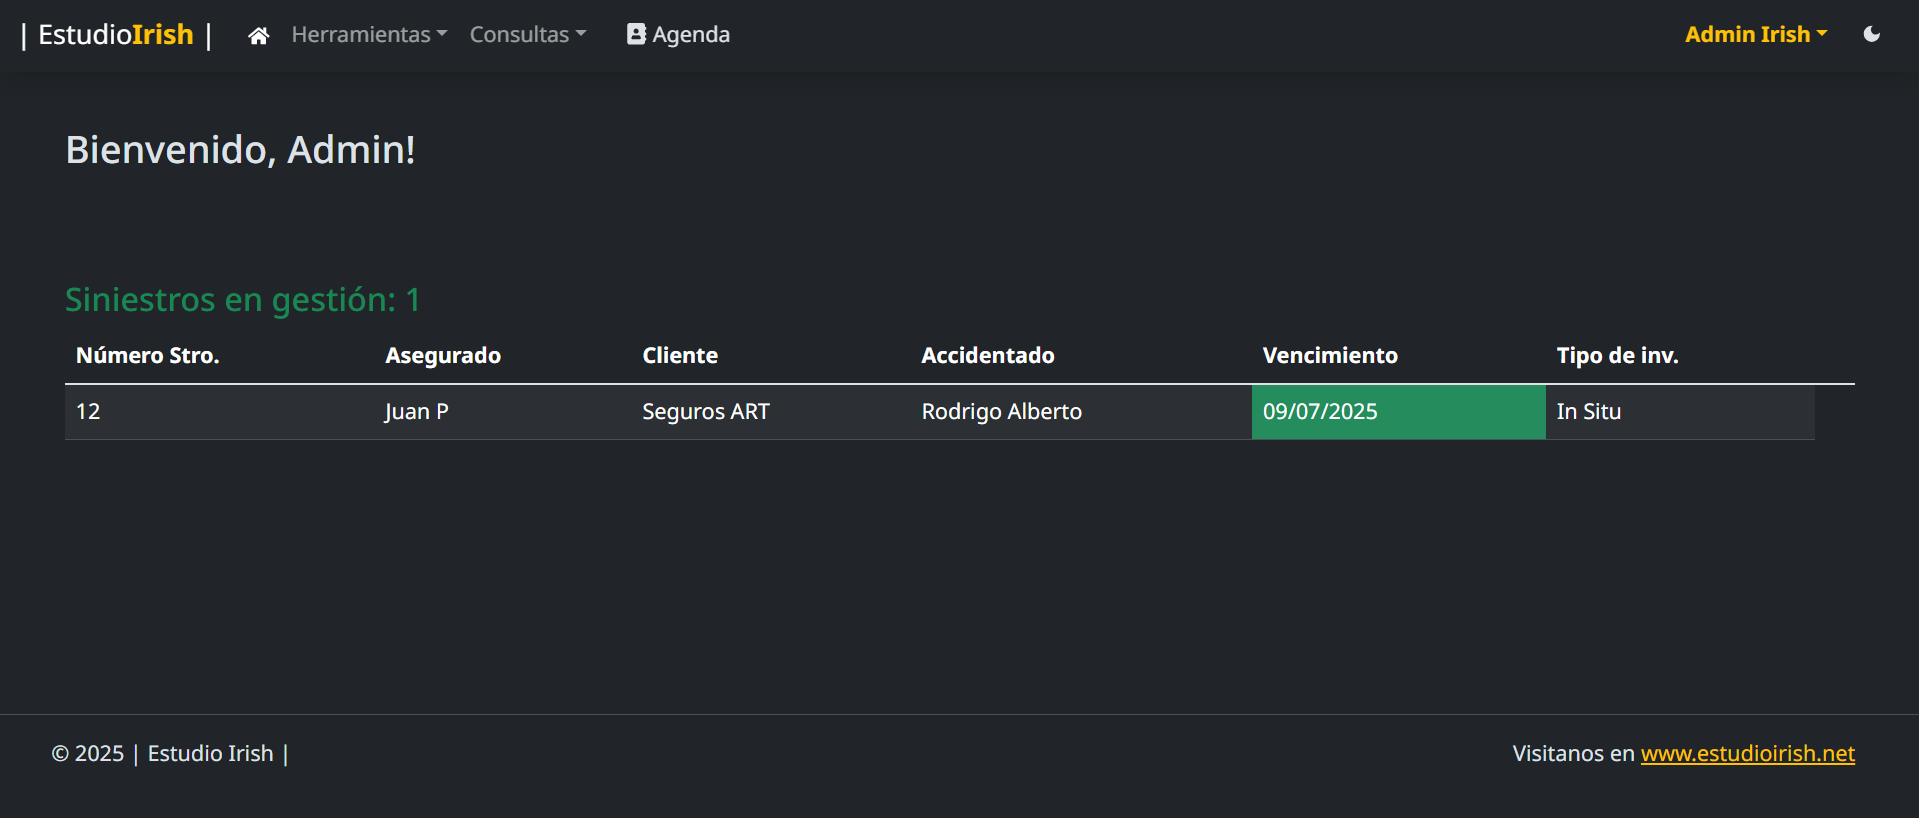 | EstudioIrish | Herramientas Consultas Agenda Admin Irish
Bienvenido, Admin!
Siniestros en gestión: 1
Número Stro. Asegurado Cliente Accidentado Vencimiento Tipo de inv.
12 Juan P Seguros ART Rodrigo Alberto 09/07/2025 In Situ
© 2025 | Estudio Irish | Visitanos en www.estudioirish.net